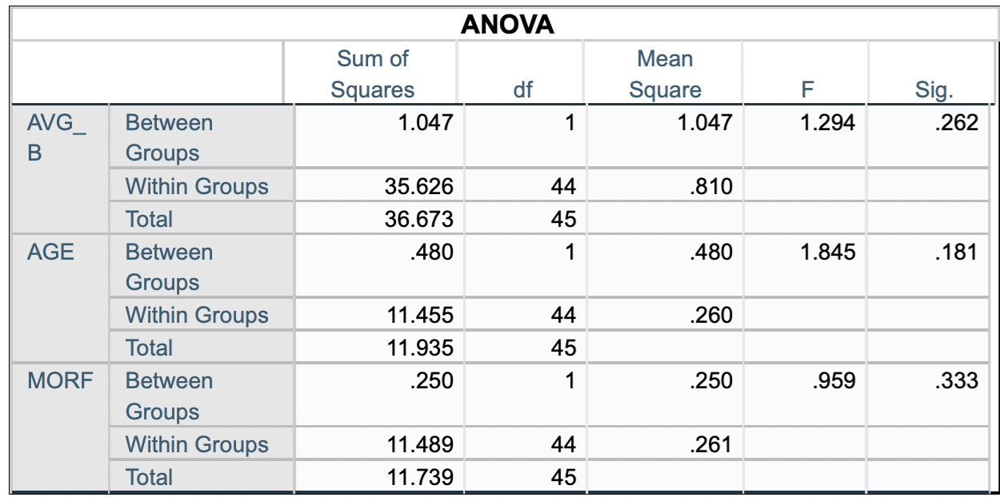 ANOVA
Sum of Squares df Mean Square F Sig.
AVG_B Between Groups 1.047 1 1.047 1.294 .262
Within Groups 35.626 44 .810
Total 36.673 45
AGE Between Groups .480 1 .480 1.845 .181
Within Groups 11.455 44 .260
Total 11.935 45
MORF Between Groups .250 1 .250 .959 .333
Within Groups 11.489 44 .261
Total 11.739 45